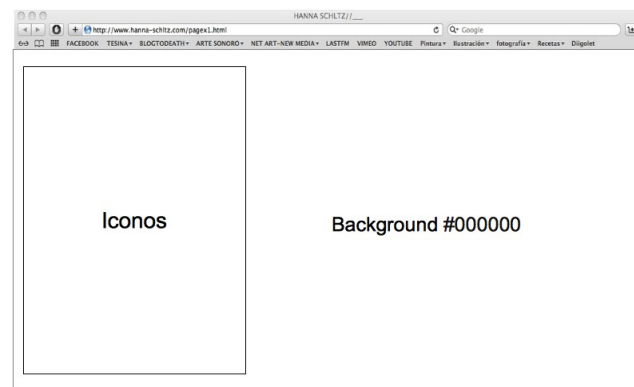 HANNA SCHLTZ//___
http://www.hanna-schltz.com/pagex1.html Google
FACEBOOK TESINA BLOGTODEATH ARTE SONORO NET ART-NEW MEDIA LASTFM VIMEO YOUTUBE Pintura Ilustración fotografía Recetas Diigolet
Iconos
Background #000000